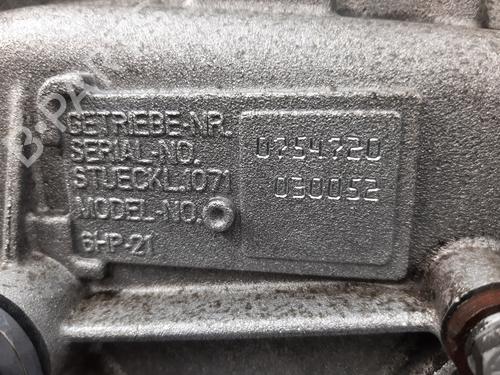 GETRIEBE-NR.
SERIAL-NO. 0754720
STUECKL.1071 030052
MODEL-NO.
6HP-21
B-PARTS